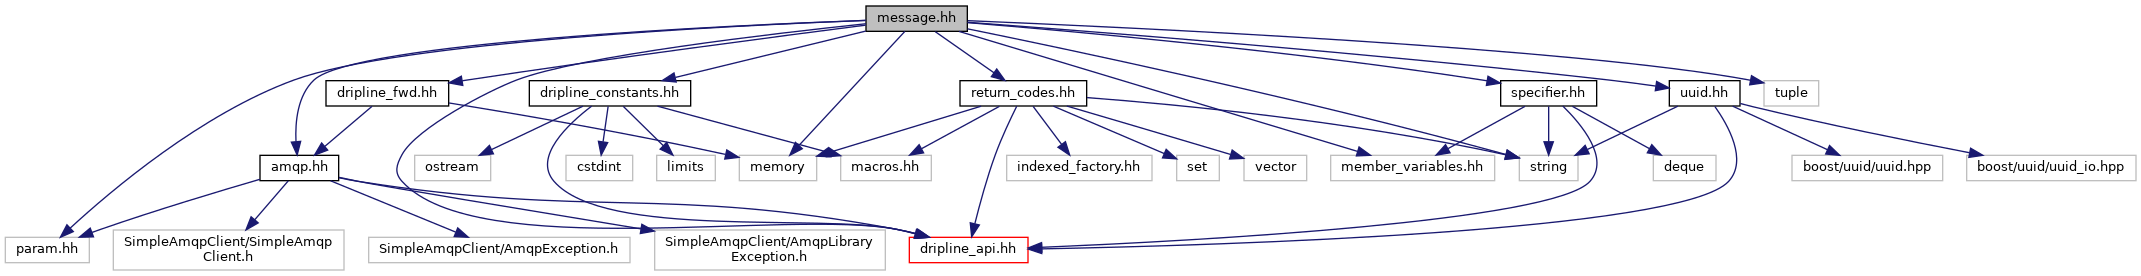 message.hh
dripline_fwd.hh
dripline_constants.hh
return_codes.hh
specifier.hh
uuid.hh
tuple
amqp.hh
ostream
cstdint
limits
memory
macros.hh
indexed_factory.hh
set
vector
member_variables.hh
string
deque
boost/uuid/uuid.hpp
boost/uuid/uuid_io.hpp
param.hh
SimpleAmqpClient/SimpleAmqp
Client.h
SimpleAmqpClient/AmqpException.h
SimpleAmqpClient/AmqpLibrary
Exception.h
dripline_api.hh